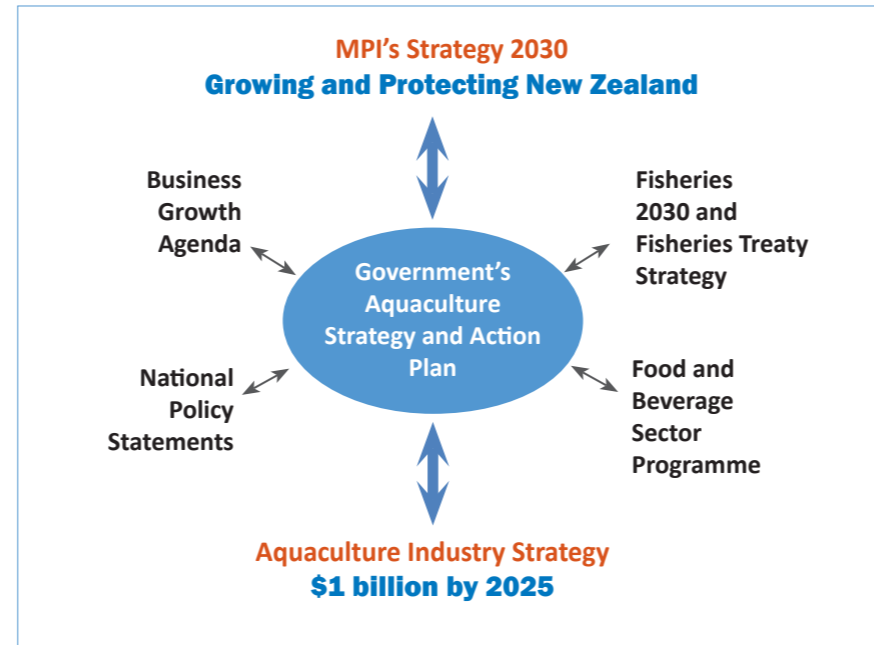 MPI's Strategy 2030
Growing and Protecting New Zealand
Business
Growth
Agenda
Fisheries
2030 and
Fisheries Treaty
Strategy
Government's
Aquaculture
Strategy and Action
Plan
National
Policy
Statements
Food and
Beverage
Sector
Programme
Aquaculture Industry Strategy
$1 billion by 2025